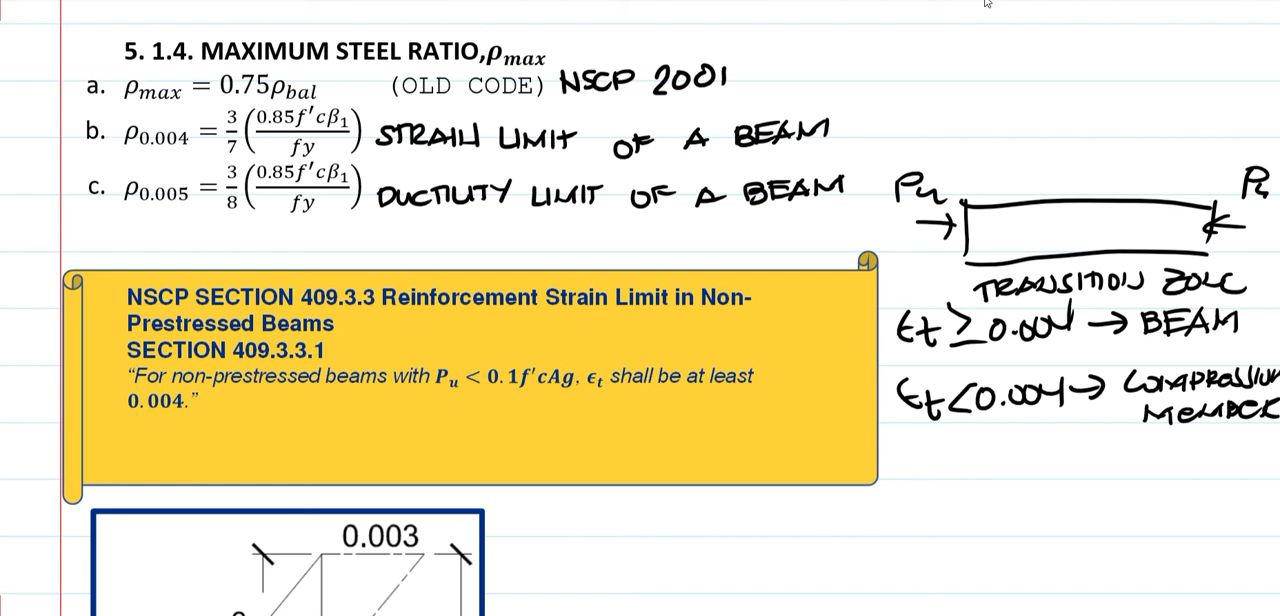 5. 1.4. MAXIMUM STEEL RATIO,ρmax
a. ρmax = 0.75ρbal (OLD CODE) NSCP 2001
b. ρ0.004 = 3/7 (0.85f'cβ1/fy) STRAIN LIMIT OF A BEAM
c. ρ0.005 = 3/8 (0.85f'cβ1/fy) DUCTILITY LIMIT OF A BEAM
Pu
NSCP SECTION 409.3.3 Reinforcement Strain Limit in Non-
Prestressed Beams
SECTION 409.3.3.1
“For non-prestressed beams with Pu < 0.1f'cAg, ϵt shall be at least
0.004.”
TRANSITION ZONE
Et ≥ 0.004 → BEAM
Et < 0.004 → COMPRESSION
MEMBER
0.003